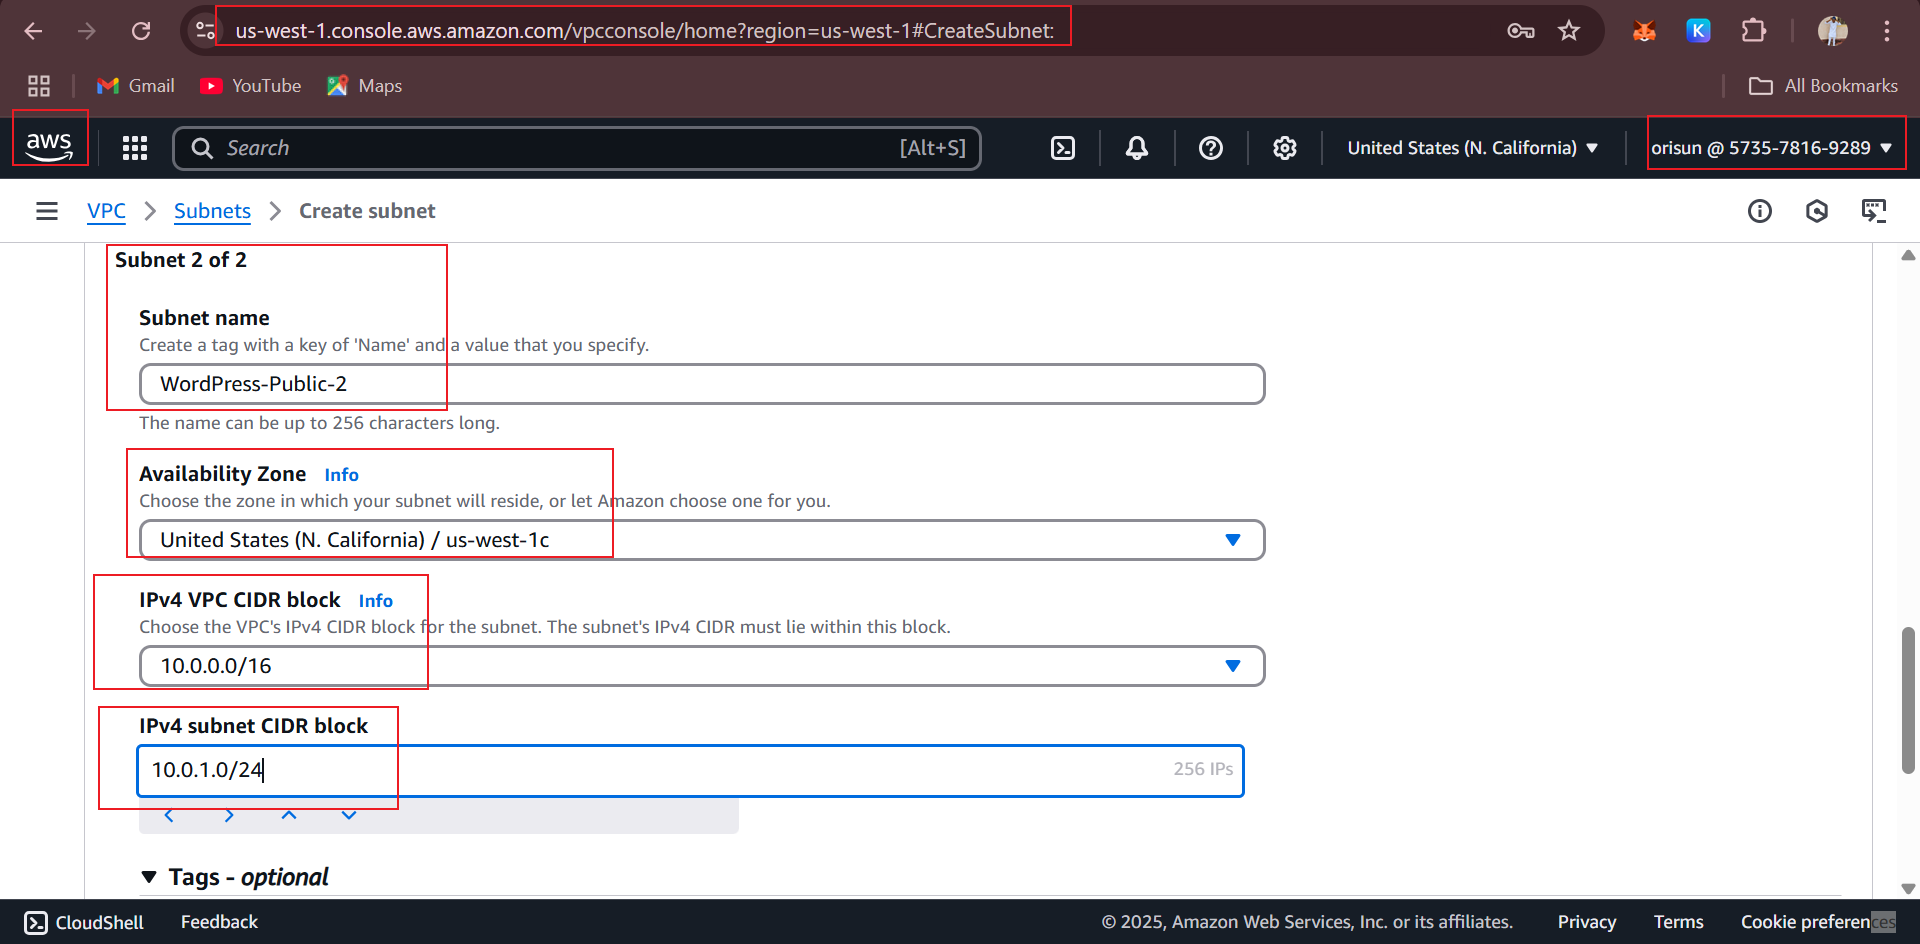 us-west-1.console.aws.amazon.com/vpcconsole/home?region=us-west-1#CreateSubnet:
K
Gmail
YouTube
Maps
All Bookmarks
aws
Search
[Alt+S]
United States (N. California)
orisun @ 5735-7816-9289
VPC
Subnets
Create subnet
Subnet 2 of 2
Subnet name
Create a tag with a key of 'Name' and a value that you specify.
WordPress-Public-2
The name can be up to 256 characters long.
Availability Zone Info
Choose the zone in which your subnet will reside, or let Amazon choose one for you.
United States (N. California) / us-west-1c
IPv4 VPC CIDR block Info
Choose the VPC's IPv4 CIDR block for the subnet. The subnet's IPv4 CIDR must lie within this block.
10.0.0.0/16
IPv4 subnet CIDR block
10.0.1.0/24
256 IPs
Tags - optional
CloudShell
Feedback
© 2025, Amazon Web Services, Inc. or its affiliates.
Privacy
Terms
Cookie preferences